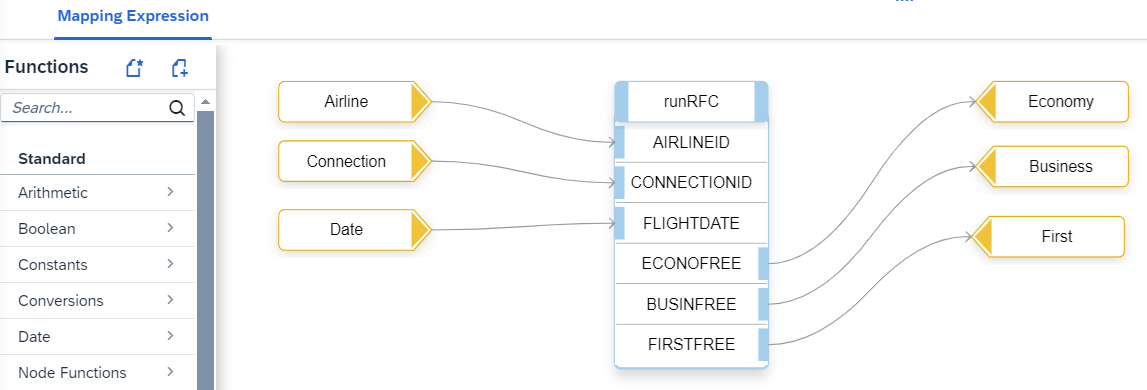 Mapping Expression
Functions
Search...
Standard
Arithmetic
Boolean
Constants
Conversions
Date
Node Functions
Airline
Connection
Date
runRFC
AIRLINEID
CONNECTIONID
FLIGHTDATE
ECONOFREE
BUSINFREE
FIRSTFREE
Economy
Business
First